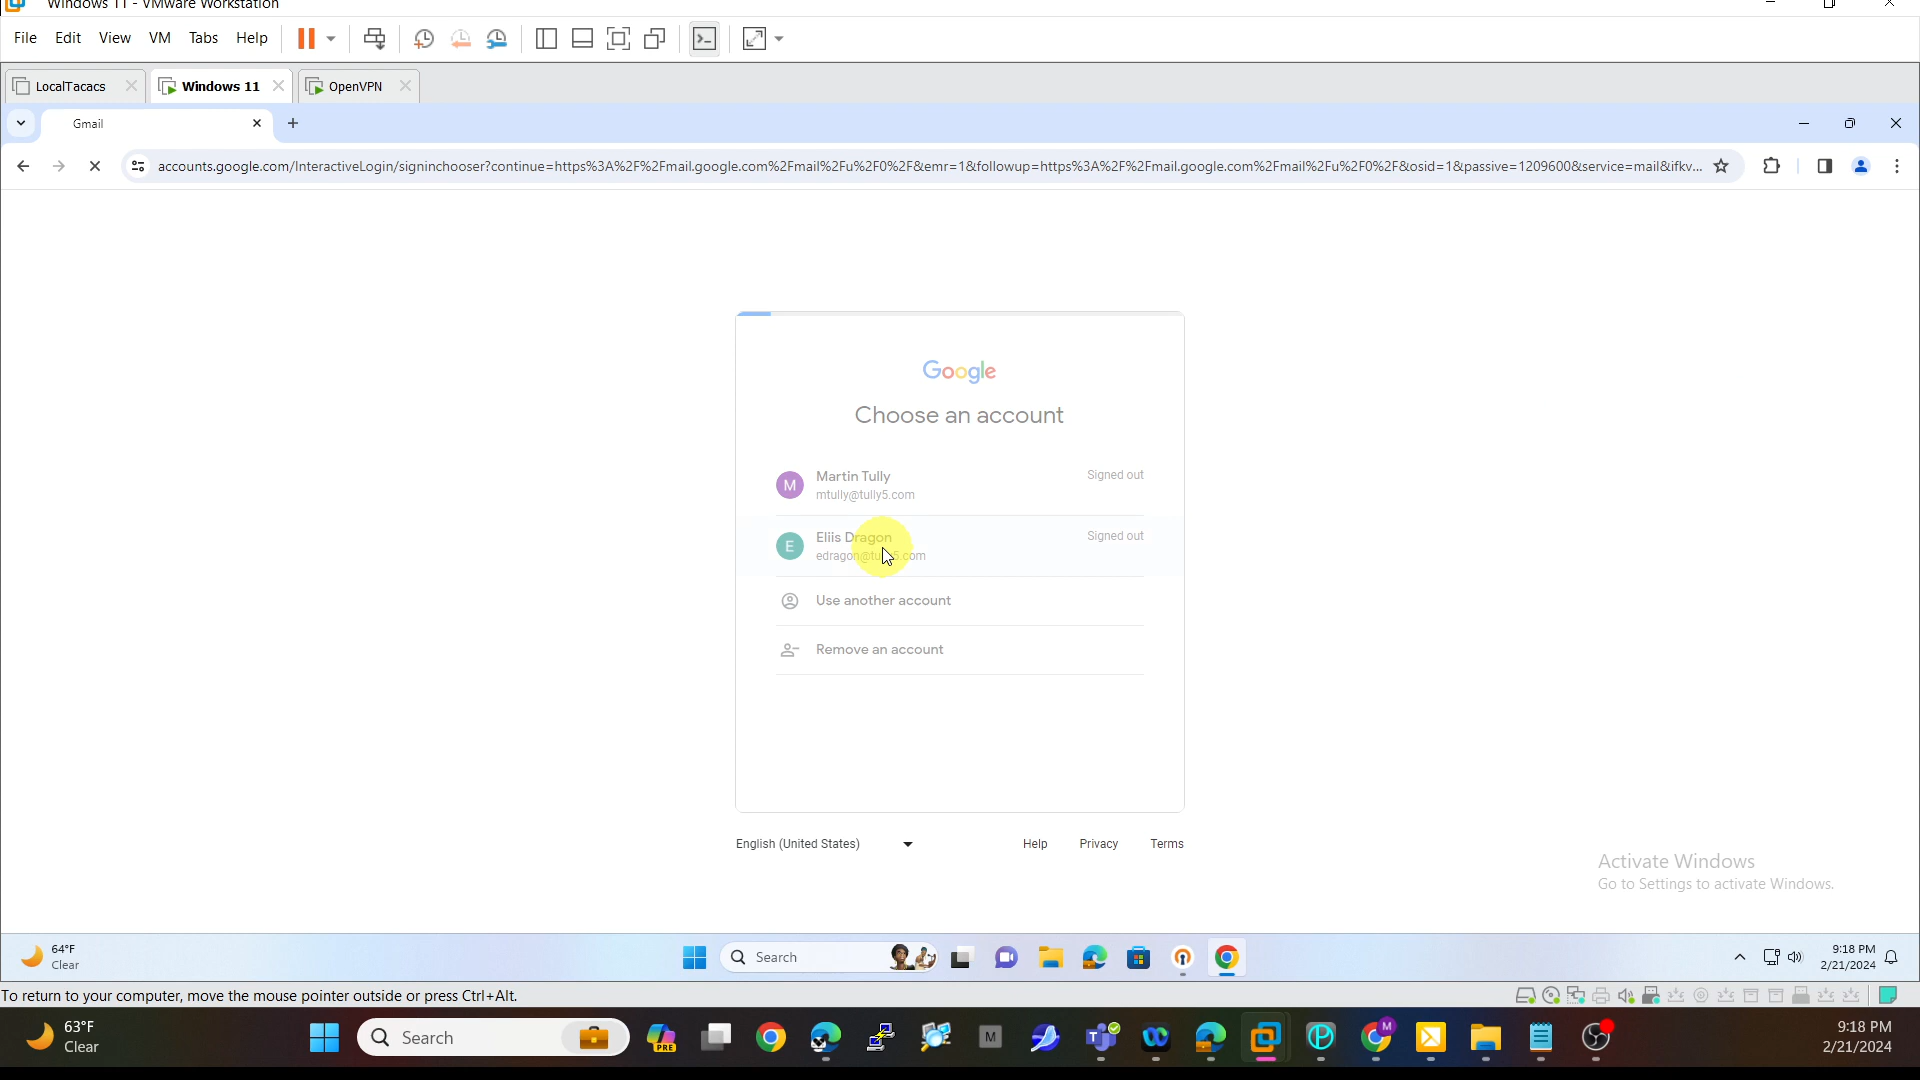 Windows 11 - VMware Workstation
File Edit View VM Tabs Help
LocalTacacs Windows 11 OpenVPN
Gmail
accounts.google.com/InteractiveLogin/signinchooser?continue=https%3A%2F%2Fmail.google.com%2Fmail%2Fu%2F0%2F&emr=1&followup=https%3A%2F%2Fmail.google.com%2Fmail%2Fu%2F0%2F&osid=1&passive=1209600&service=mail&ifkv...
Google
Choose an account
M Martin Tully Signed out
mtully@tully5.com
E Eliis Dragon Signed out
edragon@tully5.com
Use another account
Remove an account
English (United States) Help Privacy Terms
Activate Windows
Go to Settings to activate Windows.
64°F
Clear
Search
9:18 PM
2/21/2024
To return to your computer, move the mouse pointer outside or press Ctrl+Alt.
63°F
Clear
Search
PRE
M
M
9:18 PM
2/21/2024